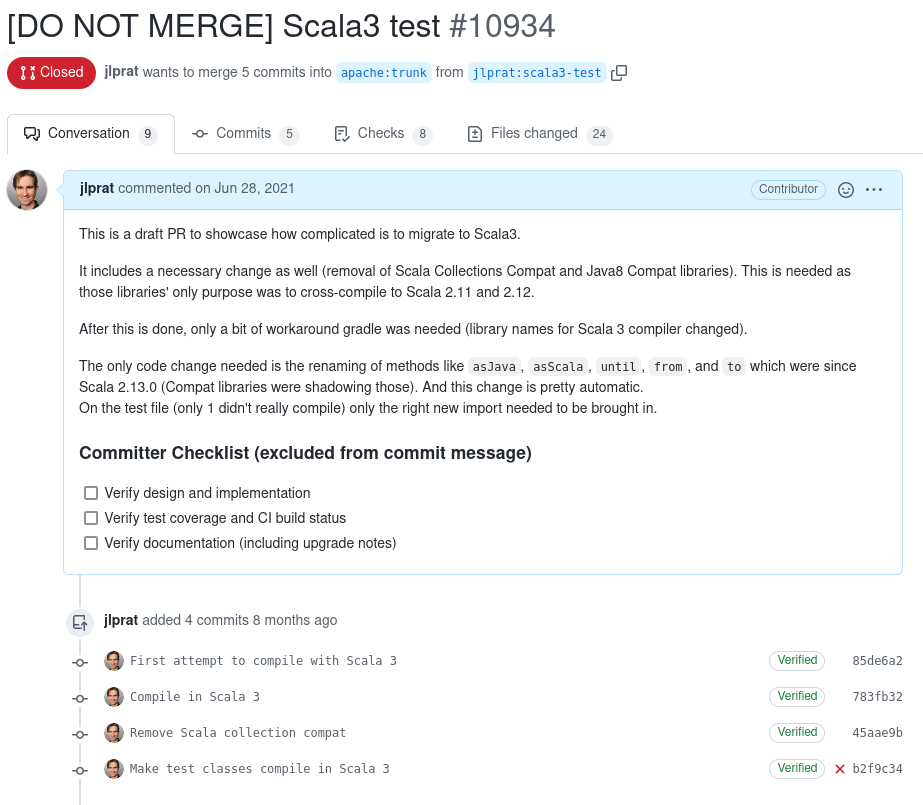 [DO NOT MERGE] Scala3 test #10934
Closed jlprat wants to merge 5 commits into apache:trunk from jlprat:scala3-test
Conversation 9 Commits 5 Checks 8 Files changed 24
jlprat commented on Jun 28, 2021 Contributor
This is a draft PR to showcase how complicated is to migrate to Scala3.
It includes a necessary change as well (removal of Scala Collections Compat and Java8 Compat libraries). This is needed as
those libraries' only purpose was to cross-compile to Scala 2.11 and 2.12.
After this is done, only a bit of workaround gradle was needed (library names for Scala 3 compiler changed).
The only code change needed is the renaming of methods like asJava, asScala, until, from, and to which were since
Scala 2.13.0 (Compat libraries were shadowing those). And this change is pretty automatic.
On the test file (only 1 didn't really compile) only the right new import needed to be brought in.
Committer Checklist (excluded from commit message)
Verify design and implementation
Verify test coverage and CI build status
Verify documentation (including upgrade notes)
jlprat added 4 commits 8 months ago
First attempt to compile with Scala 3 Verified 85de6a2
Compile in Scala 3 Verified 783fb32
Remove Scala collection compat Verified 45aae9b
Make test classes compile in Scala 3 Verified b2f9c34